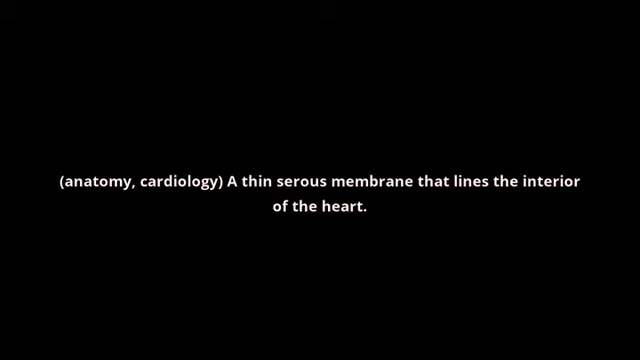 (anatomy, cardiology) A thin serous membrane that lines the interior
of the heart.